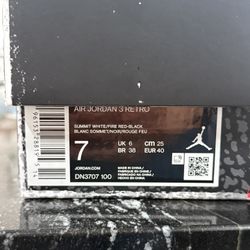 AIR JORDAN 3 RETRO
SUMMIT WHITE/FIRE RED-BLACK
BLANC SOMMET/NOIR/ROUGE FEU
7
UK 6
CM 25
BR 38
EUR 40
JORDAN.COM
DN3707 100
MADE IN CHINA/
FABRIQUÉ EN CHINE/